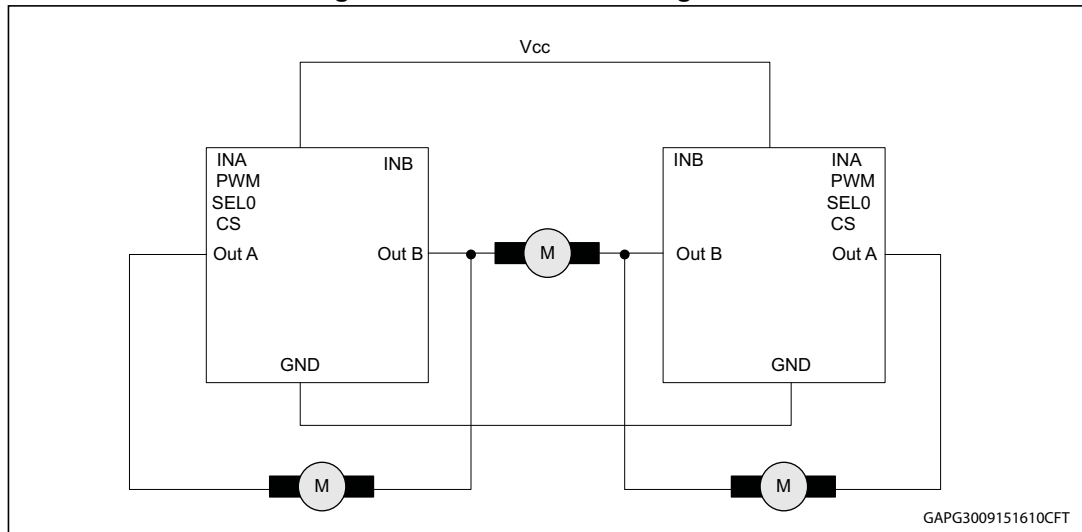 Vcc
INA
PWM
SEL0
CS
Out A
INB
Out B
GND
INB
Out B
INA
PWM
SEL0
CS
Out A
GND
M
M
M
GAPG3009151610CFT